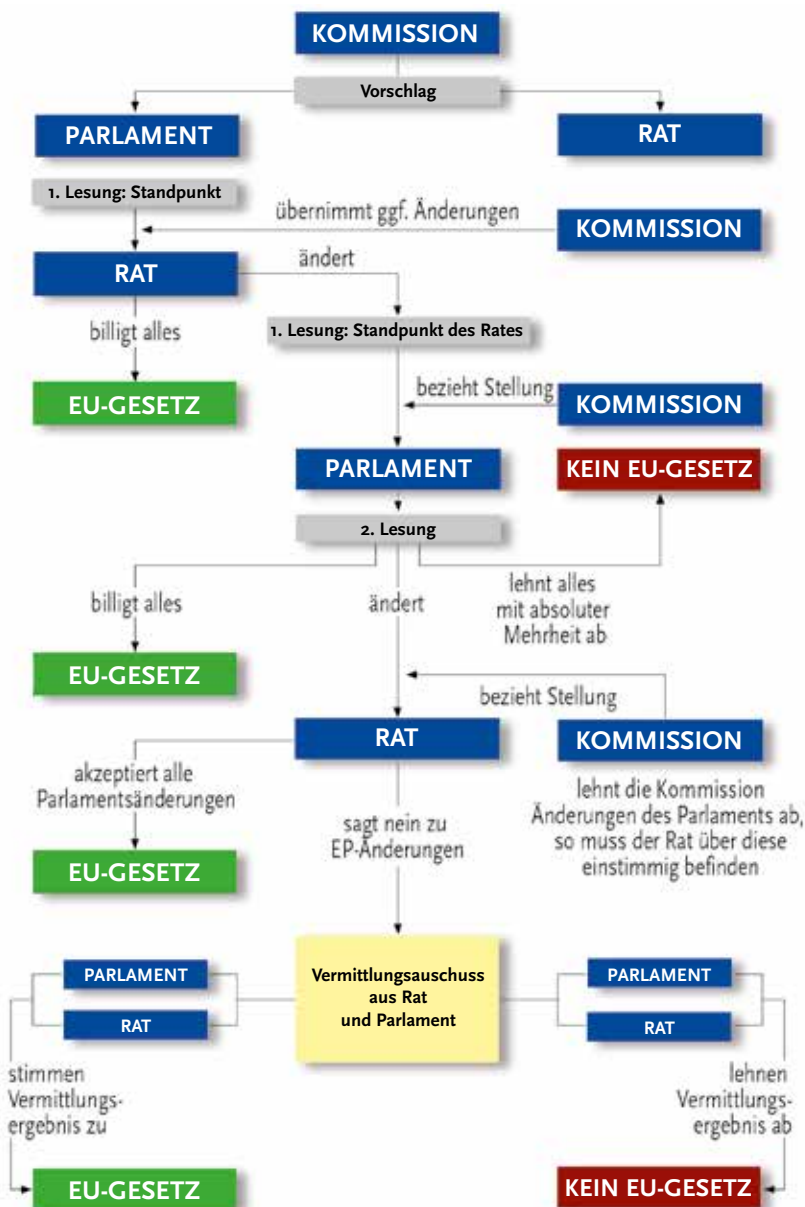 KOMMISSION
Vorschlag
PARLAMENT
RAT
1. Lesung: Standpunkt
übernimmt ggf. Änderungen
KOMMISSION
RAT
ändert
billigt alles
1. Lesung: Standpunkt des Rates
EU-GESETZ
bezieht Stellung
KOMMISSION
PARLAMENT
KEIN EU-GESETZ
2. Lesung
billigt alles
ändert
lehnt alles
mit absoluter
Mehrheit ab
EU-GESETZ
bezieht Stellung
RAT
KOMMISSION
akzeptiert alle
Parlamentsänderungen
lehnt die Kommission
Änderungen des Parlaments ab,
so muss der Rat über diese
einstimmig befinden
sagt nein zu
EP-Änderungen
EU-GESETZ
PARLAMENT
RAT
Vermittlungsauschuss
aus Rat
und Parlament
PARLAMENT
RAT
stimmen
Vermittlungs-
ergebnis zu
lehnen
Vermittlungs-
ergebnis ab
EU-GESETZ
KEIN EU-GESETZ